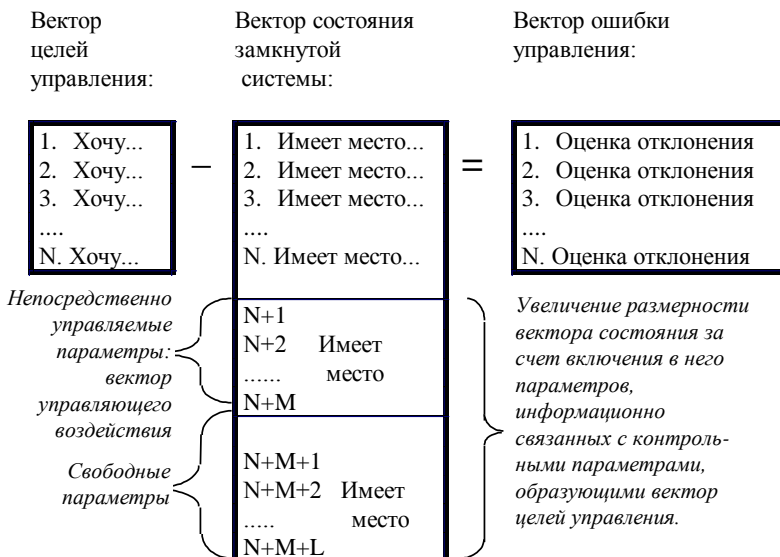 Вектор
целей
управления:
Вектор состояния
замкнутой
системы:
Вектор ошибки
управления:
1. Хочу...
2. Хочу...
3. Хочу...
....
N. Хочу...
–
1. Имеет место...
2. Имеет место...
3. Имеет место...
....
N. Имеет место...
=
1. Оценка отклонения
2. Оценка отклонения
3. Оценка отклонения
....
N. Оценка отклонения
Непосредственно
управляемые
параметры:
вектор
управляющего
воздействия
N+1
N+2 Имеет
...... место
N+M
Свободные
параметры
N+M+1
N+M+2 Имеет
..... место
N+M+L
Увеличение размерности
вектора состояния за
счет включения в него
параметров,
информационно
связанных с контроль-
ными параметрами,
образующими вектор
целей управления.